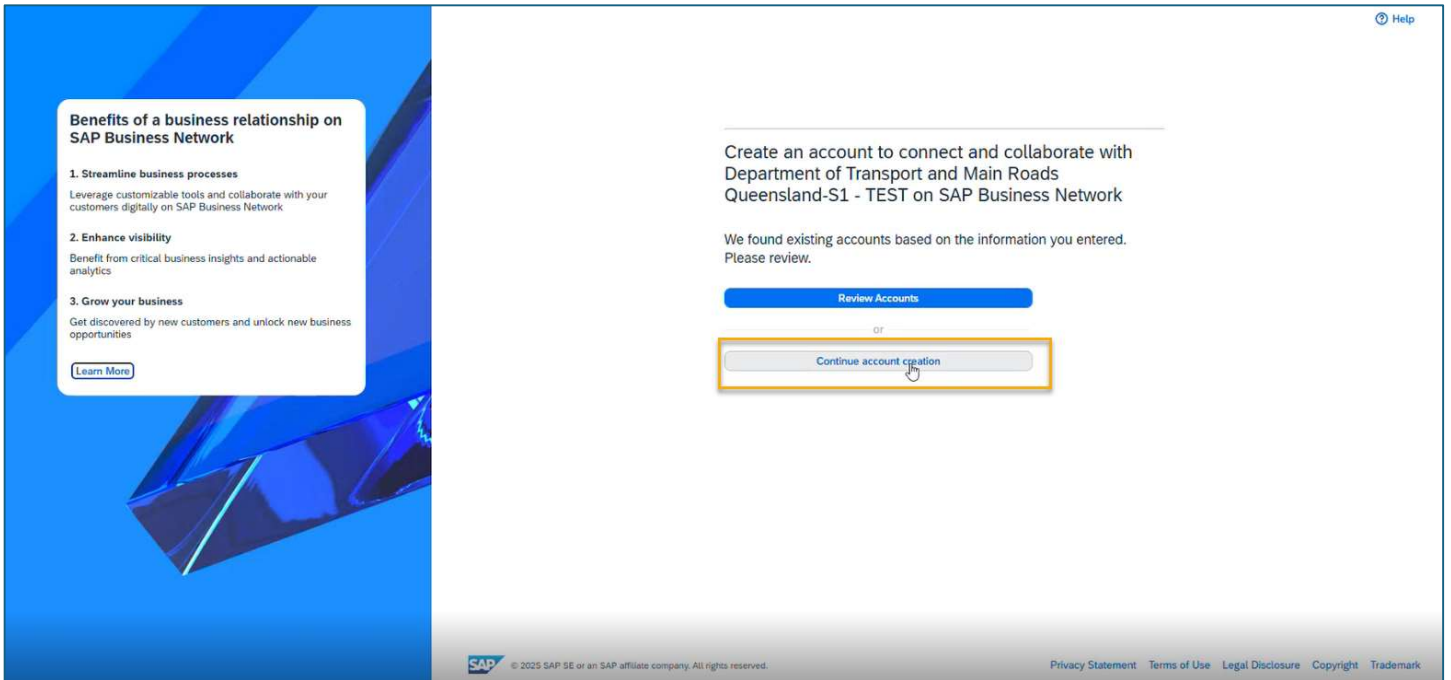 Help
Benefits of a business relationship on
SAP Business Network
1. Streamline business processes
Leverage customizable tools and collaborate with your
customers digitally on SAP Business Network
2. Enhance visibility
Benefit from critical business insights and actionable
analytics
3. Grow your business
Get discovered by new customers and unlock new business
opportunities
Learn More
Create an account to connect and collaborate with
Department of Transport and Main Roads
Queensland-S1 - TEST on SAP Business Network
We found existing accounts based on the information you entered.
Please review.
Review Accounts
or
Continue account creation
SAP © 2025 SAP SE or an SAP affiliate company. All rights reserved.
Privacy Statement Terms of Use Legal Disclosure Copyright Trademark